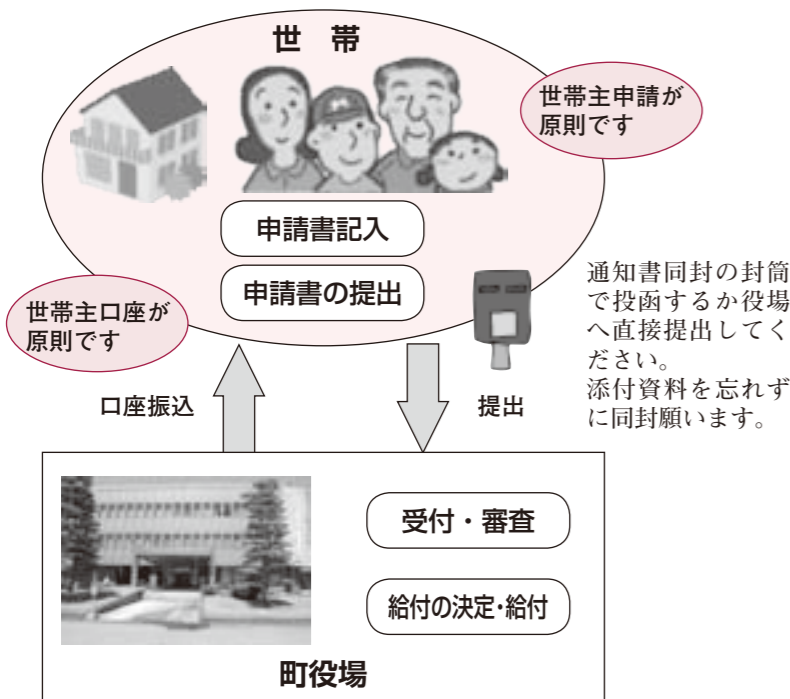 世帯
世帯主申請が
原則です
申請書記入
申請書の提出
世帯主口座が
原則です
通知書同封の封筒
で投函するか役場
へ直接提出してく
ださい。
添付資料を忘れず
に同封願います。
口座振込
提出
受付・審査
給付の決定・給付
町役場